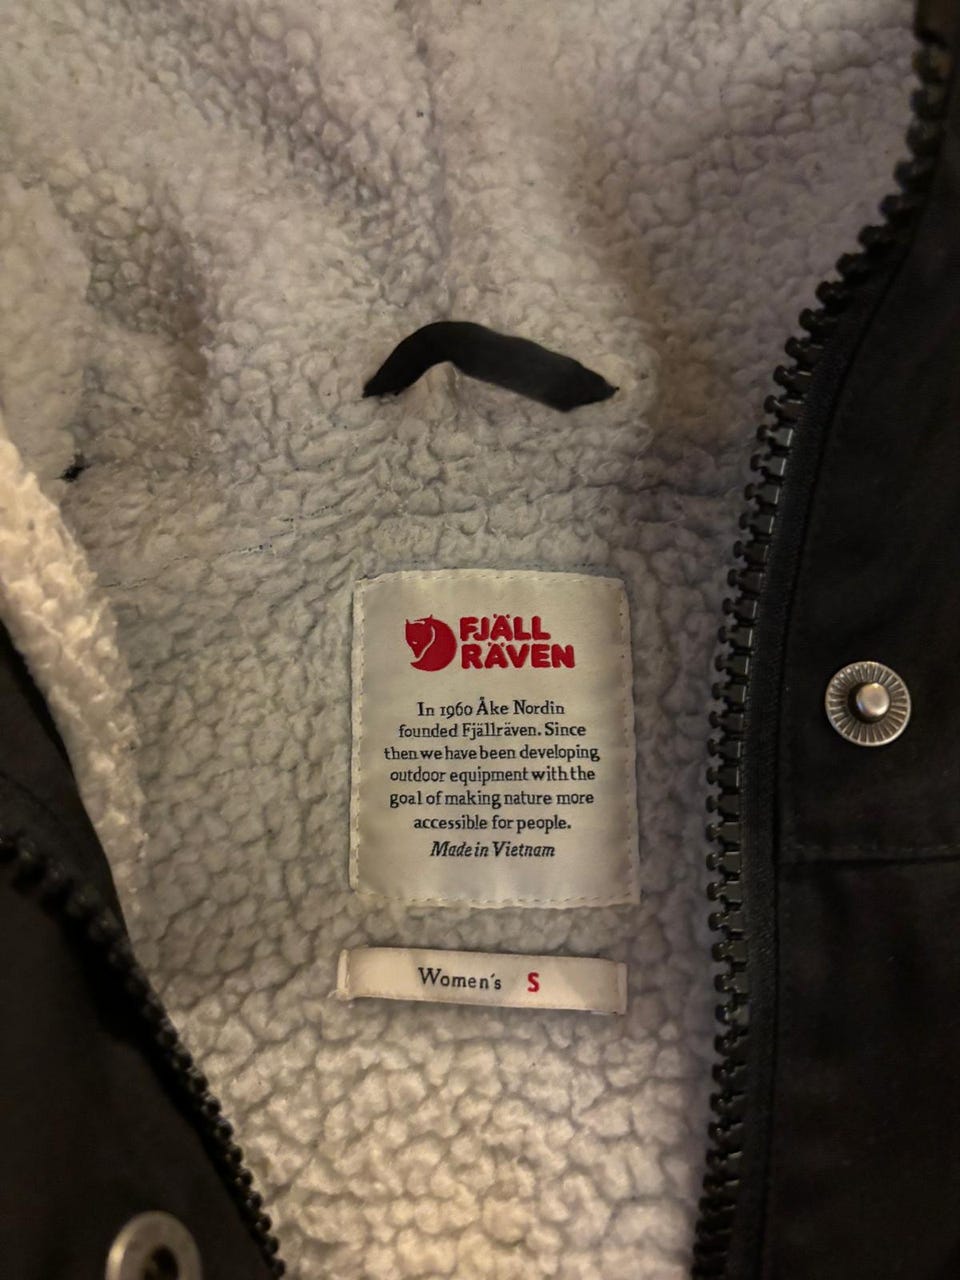 FJÄLL
RÄVEN
In 1960 Åke Nordin
founded Fjällräven. Since
then we have been developing
outdoor equipment with the
goal of making nature more
accessible for people.
Made in Vietnam
Women's S